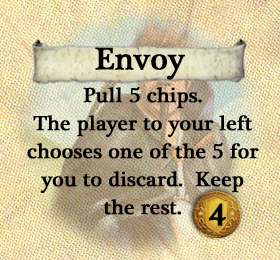 Envoy
Pull 5 chips.
The player to your left
chooses one of the 5 for
you to discard.  Keep
the rest.
4